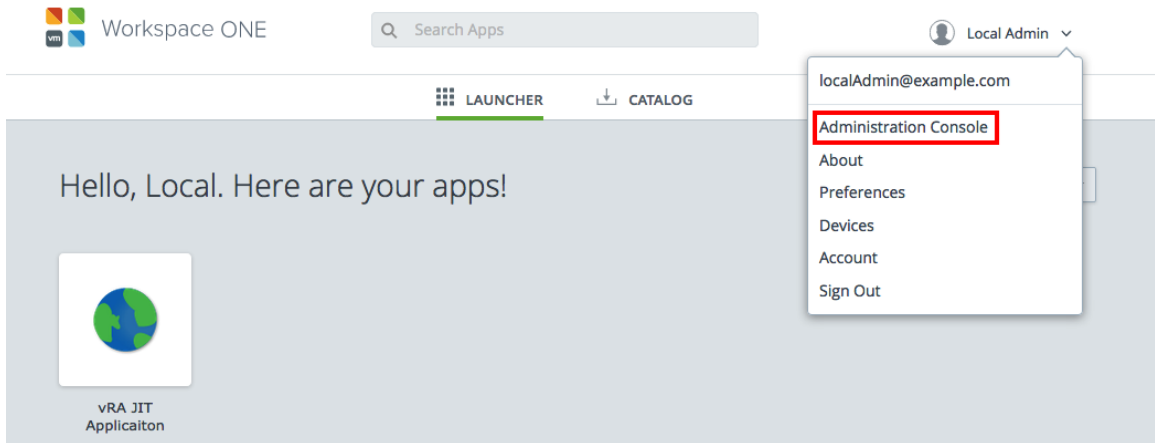 vm
Workspace ONE
Search Apps
Local Admin
localAdmin@example.com
LAUNCHER
CATALOG
Administration Console
About
Preferences
Devices
Account
Sign Out
Hello, Local. Here are your apps!
vRA JIT
Applicaiton